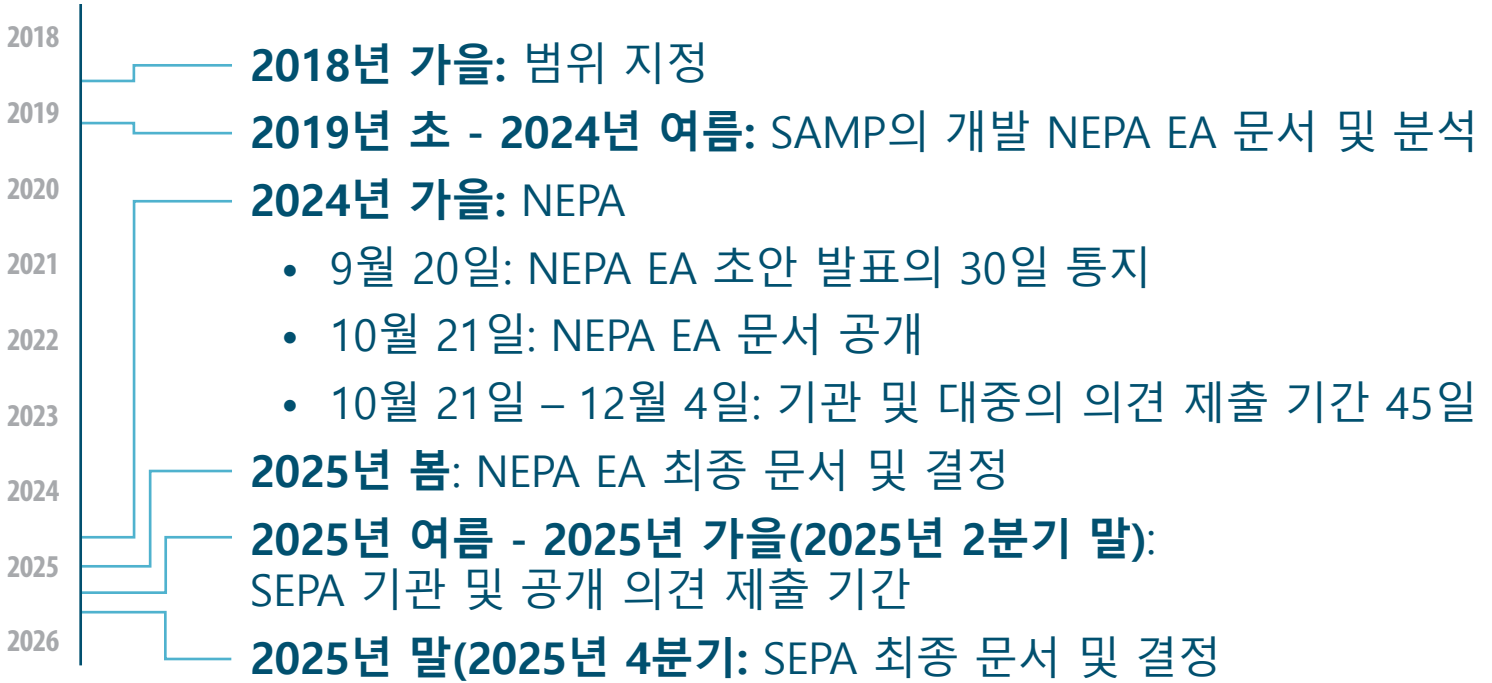 2018
2018년 가을: 범위 지정
2019
2019년 초 - 2024년 여름: SAMP의 개발 NEPA EA 문서 및 분석
2020
2024년 가을: NEPA
2021
• 9월 20일: NEPA EA 초안 발표의 30일 통지
2022
• 10월 21일: NEPA EA 문서 공개
2023
• 10월 21일 – 12월 4일: 기관 및 대중의 의견 제출 기간 45일
2024
2025년 봄: NEPA EA 최종 문서 및 결정
2025
2025년 여름 - 2025년 가을(2025년 2분기 말):
SEPA 기관 및 공개 의견 제출 기간
2026
2025년 말(2025년 4분기: SEPA 최종 문서 및 결정